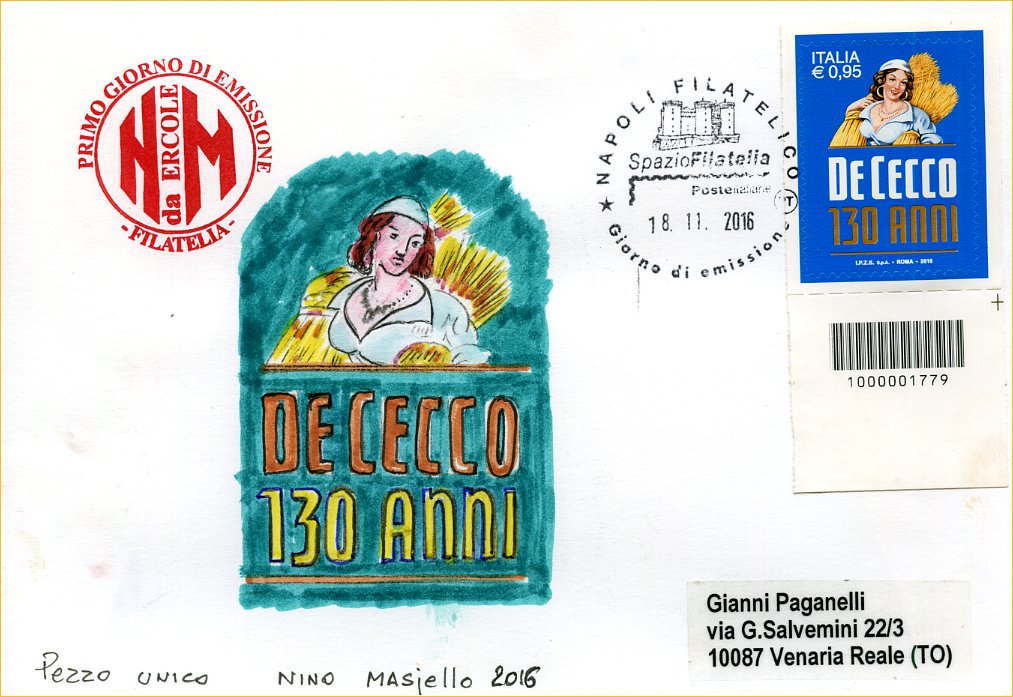 PRIMO GIORNO DI EMISSIONE
NM
da ERCOLE
- FILATELIA -
★ NAPOLI FILATELICO
SpazioFilatelia
Posteitaliane
18. 11. 2016
Giorno di emissione
T
ITALIA
€ 0,95
DE CECCO
130 ANNI
I.P.Z.S. S.p.A. - ROMA - 2016
1000001779
DE CECCO
130 ANNI
Gianni Paganelli
via G.Salvemini 22/3
10087 Venaria Reale (TO)
Pezzo unico NINO MASjello 2016